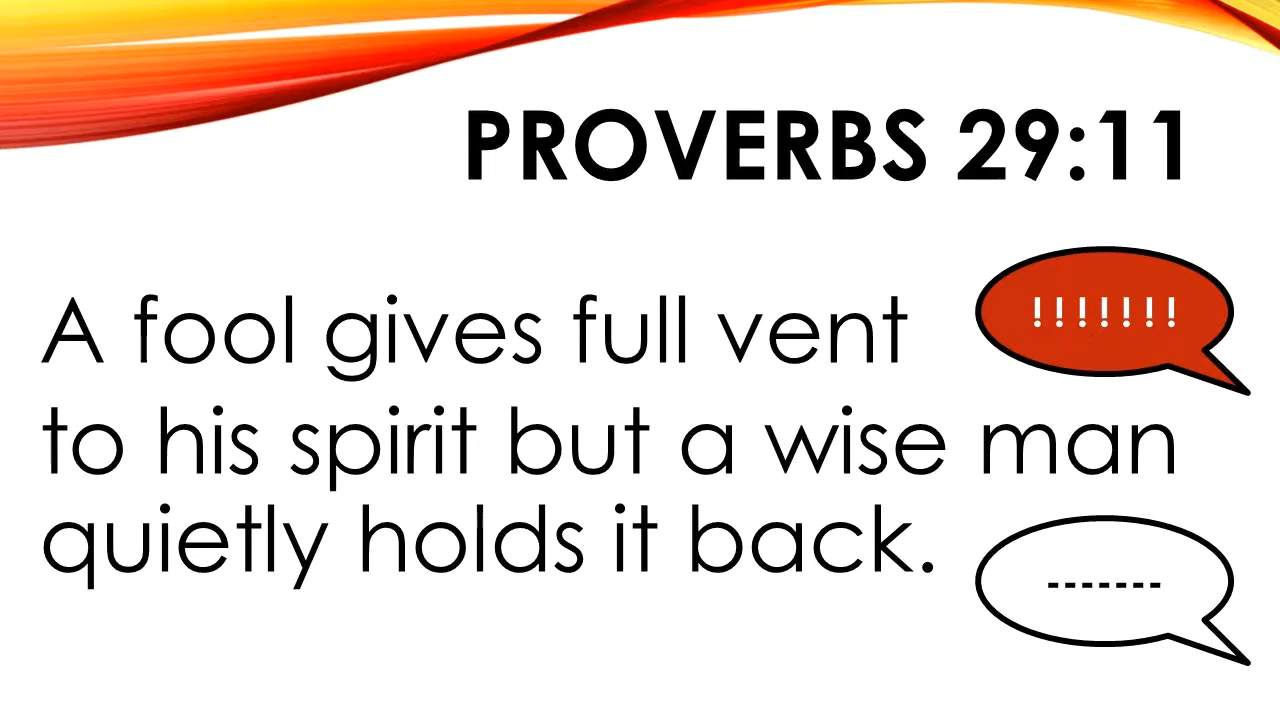 PROVERBS 29:11
A fool gives full vent
!!!!!!!
to his spirit but a wise man
quietly holds it back.
-------